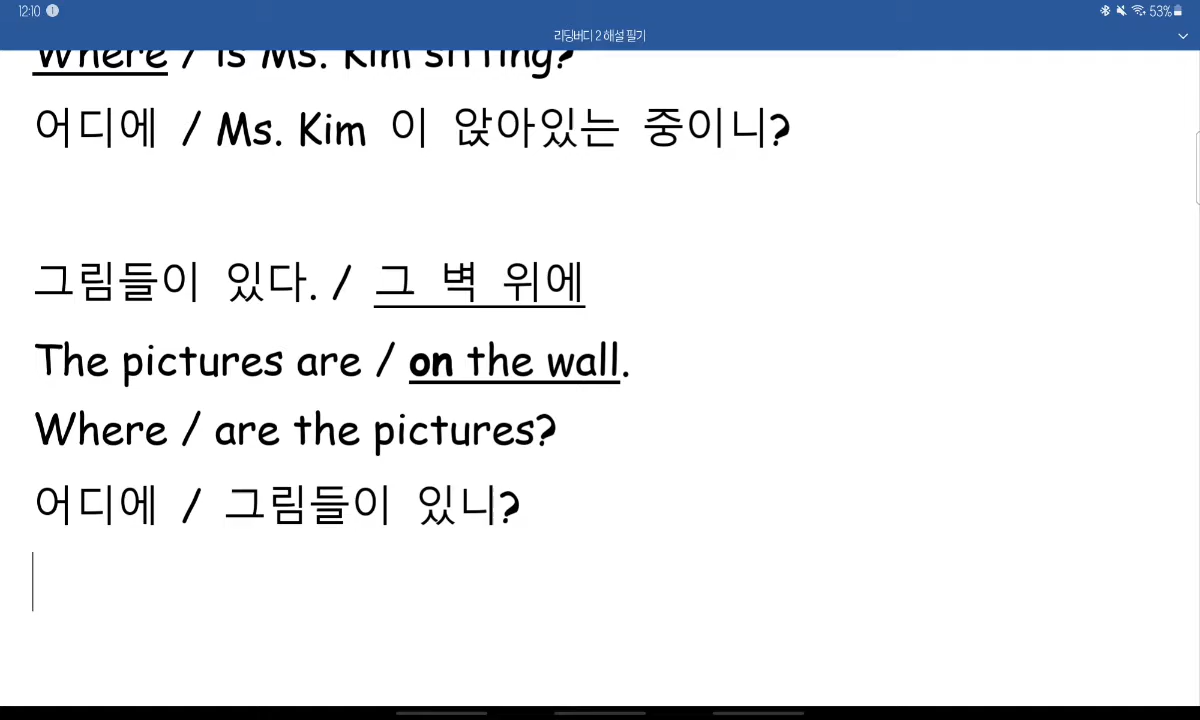 12:10
53%
리딩버디 2 해설 필기
Where / is Ms. Kim sitting?
어디에 / Ms. Kim 이 앉아있는 중이니?
그림들이 있다. / 그 벽 위에
The pictures are / on the wall.
Where / are the pictures?
어디에 / 그림들이 있니?